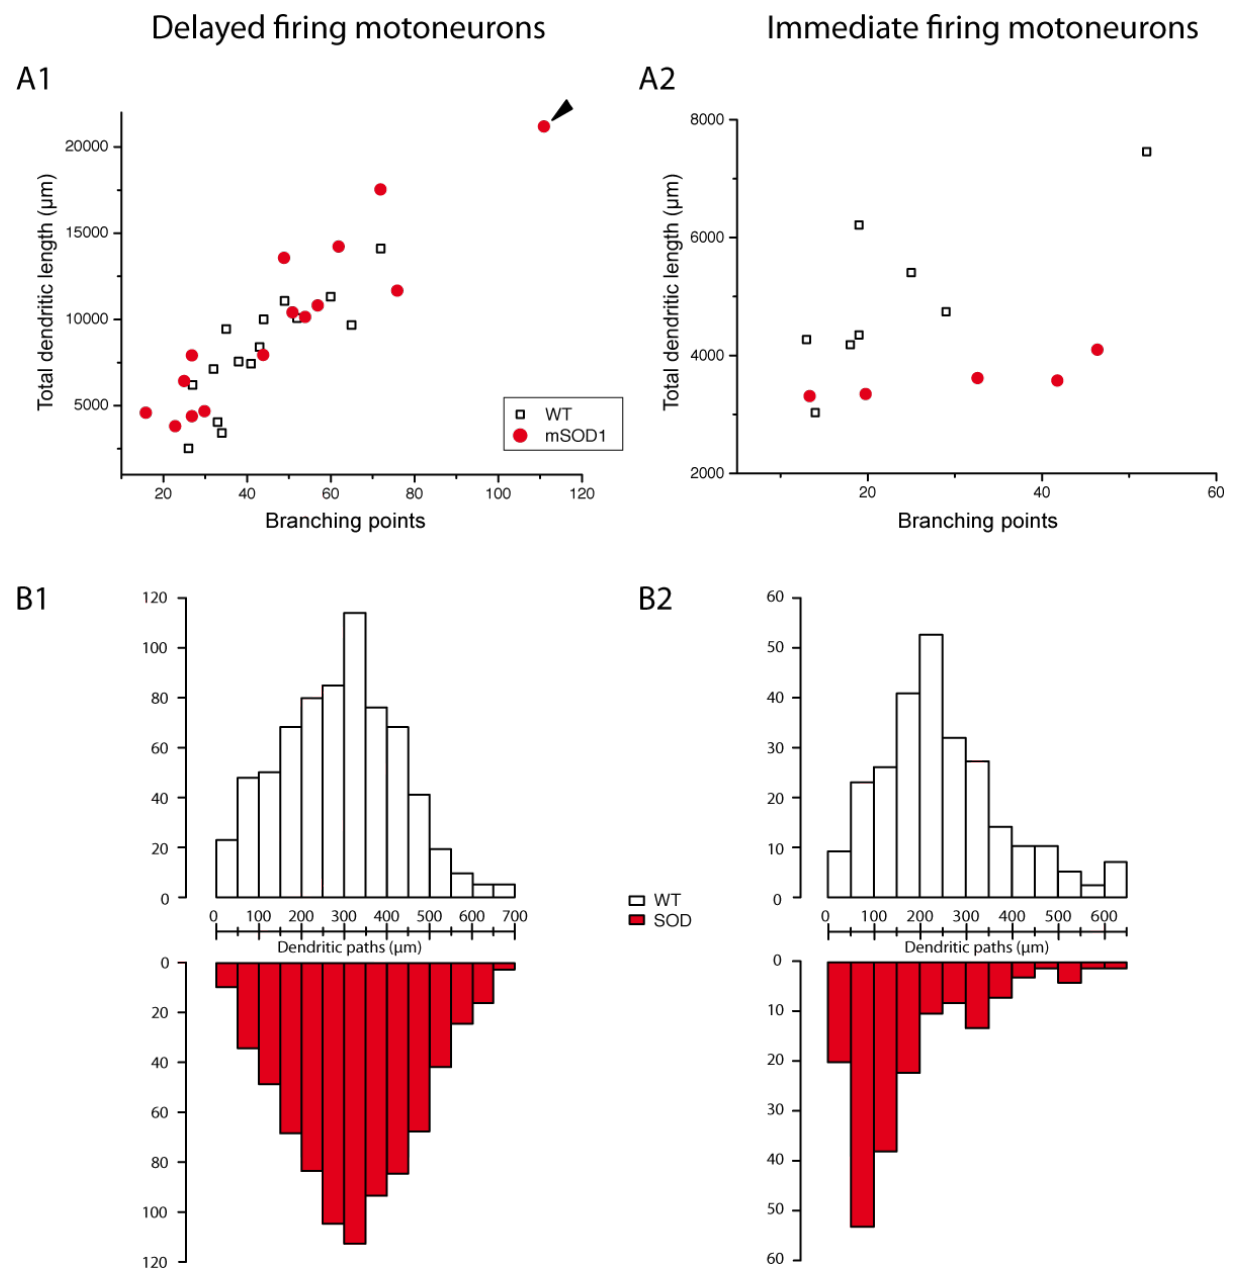 Delayed firing motoneurons
Immediate firing motoneurons
A1
Total dendritic length (µm)
20000
15000
10000
5000
20 40 60 80 100 120
Branching points
WT
mSOD1
A2
Total dendritic length (µm)
8000
6000
4000
2000
20 40 60
Branching points
B1
120
100
80
60
40
20
0
0 100 200 300 400 500 600 700
Dendritic paths (µm)
0
20
40
60
80
100
120
WT
SOD
B2
60
50
40
30
20
10
0
0 100 200 300 400 500 600
Dendritic paths (µm)
0
10
20
30
40
50
60